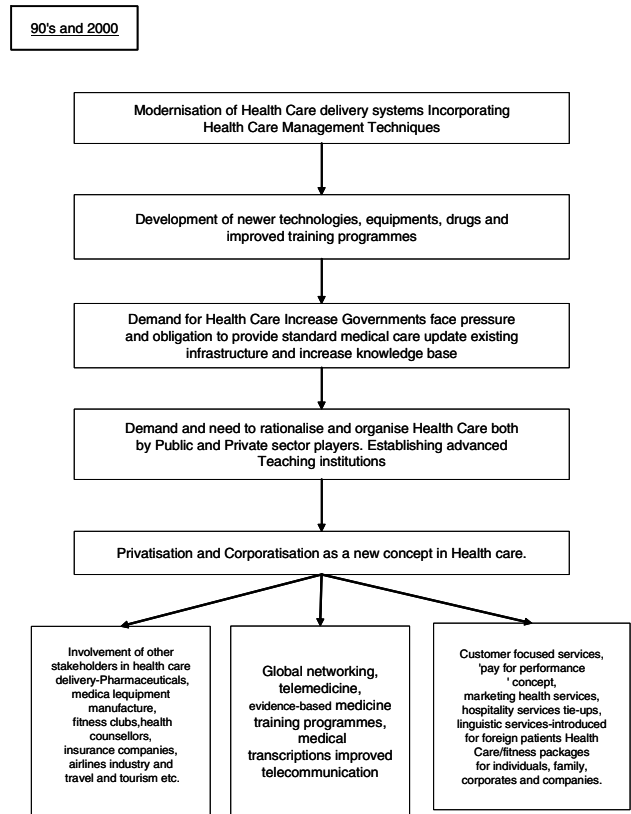 90's and 2000
Modernisation of Health Care delivery systems Incorporating
Health Care Management Techniques
Development of newer technologies, equipments, drugs and
improved training programmes
Demand for Health Care Increase Governments face pressure
and obligation to provide standard medical care update existing
infrastructure and increase knowledge base
Demand and need to rationalise and organise Health Care both
by Public and Private sector players. Establishing advanced
Teaching institutions
Privatisation and Corporatisation as a new concept in Health care.
Involvement of other
stakeholders in health care
delivery-Pharmaceuticals,
medica lequipment
manufacture,
fitness clubs,health
counsellors,
insurance companies,
airlines industry and
travel and tourism etc.
Global networking,
telemedicine,
evidence-based medicine
training programmes,
medical
transcriptions improved
telecommunication
Customer focused services,
'pay for performance
' concept,
marketing health services,
hospitality services tie-ups,
linguistic services-introduced
for foreign patients Health
Care/fitness packages
for individuals, family,
corporates and companies.